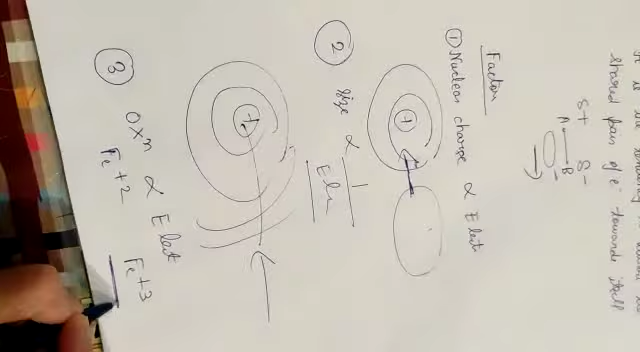 shared pair of e⁻ towards itself
δ+ δ-
A B
Factors
① Nuclear charge ∝ Elect
+
② size ∝ 1
Ele
+
③ Oxn ∝ Elect
Fe+2 Fe+3